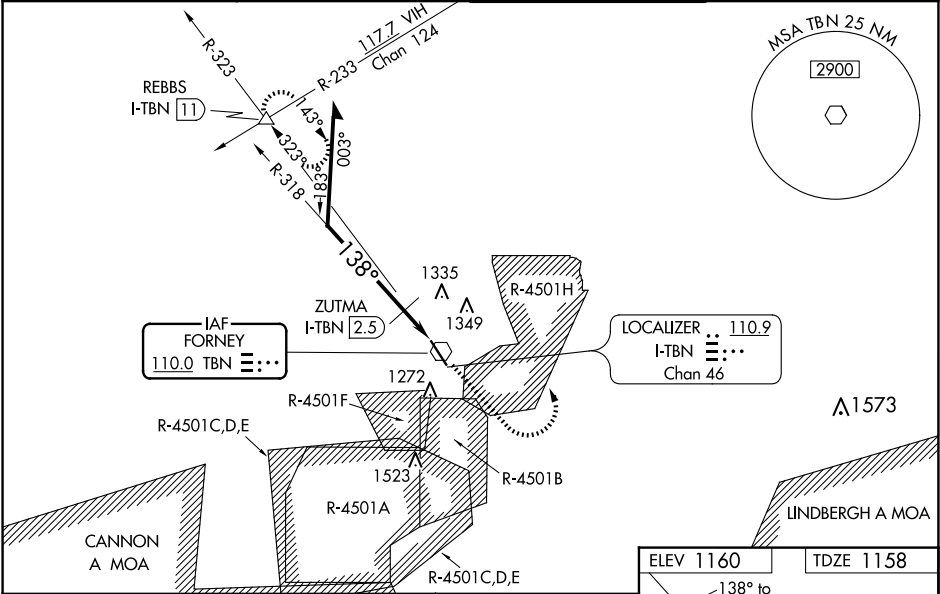 R-323
117.7 VIH
R-233 Chan 124
REBBS
I-TBN 11
143°
323°
R-318
183°
003°
138°
MSA TBN 25 NM
2900
1335
1349
ZUTMA
I-TBN 2.5
R-4501H
IAF
FORNEY
110.0 TBN
LOCALIZER 110.9
I-TBN
Chan 46
1272
R-4501F
R-4501C,D,E
1573
1523
R-4501B
R-4501A
CANNON
A MOA
LINDBERGH A MOA
R-4501C,D,E
ELEV 1160
TDZE 1158
138° to